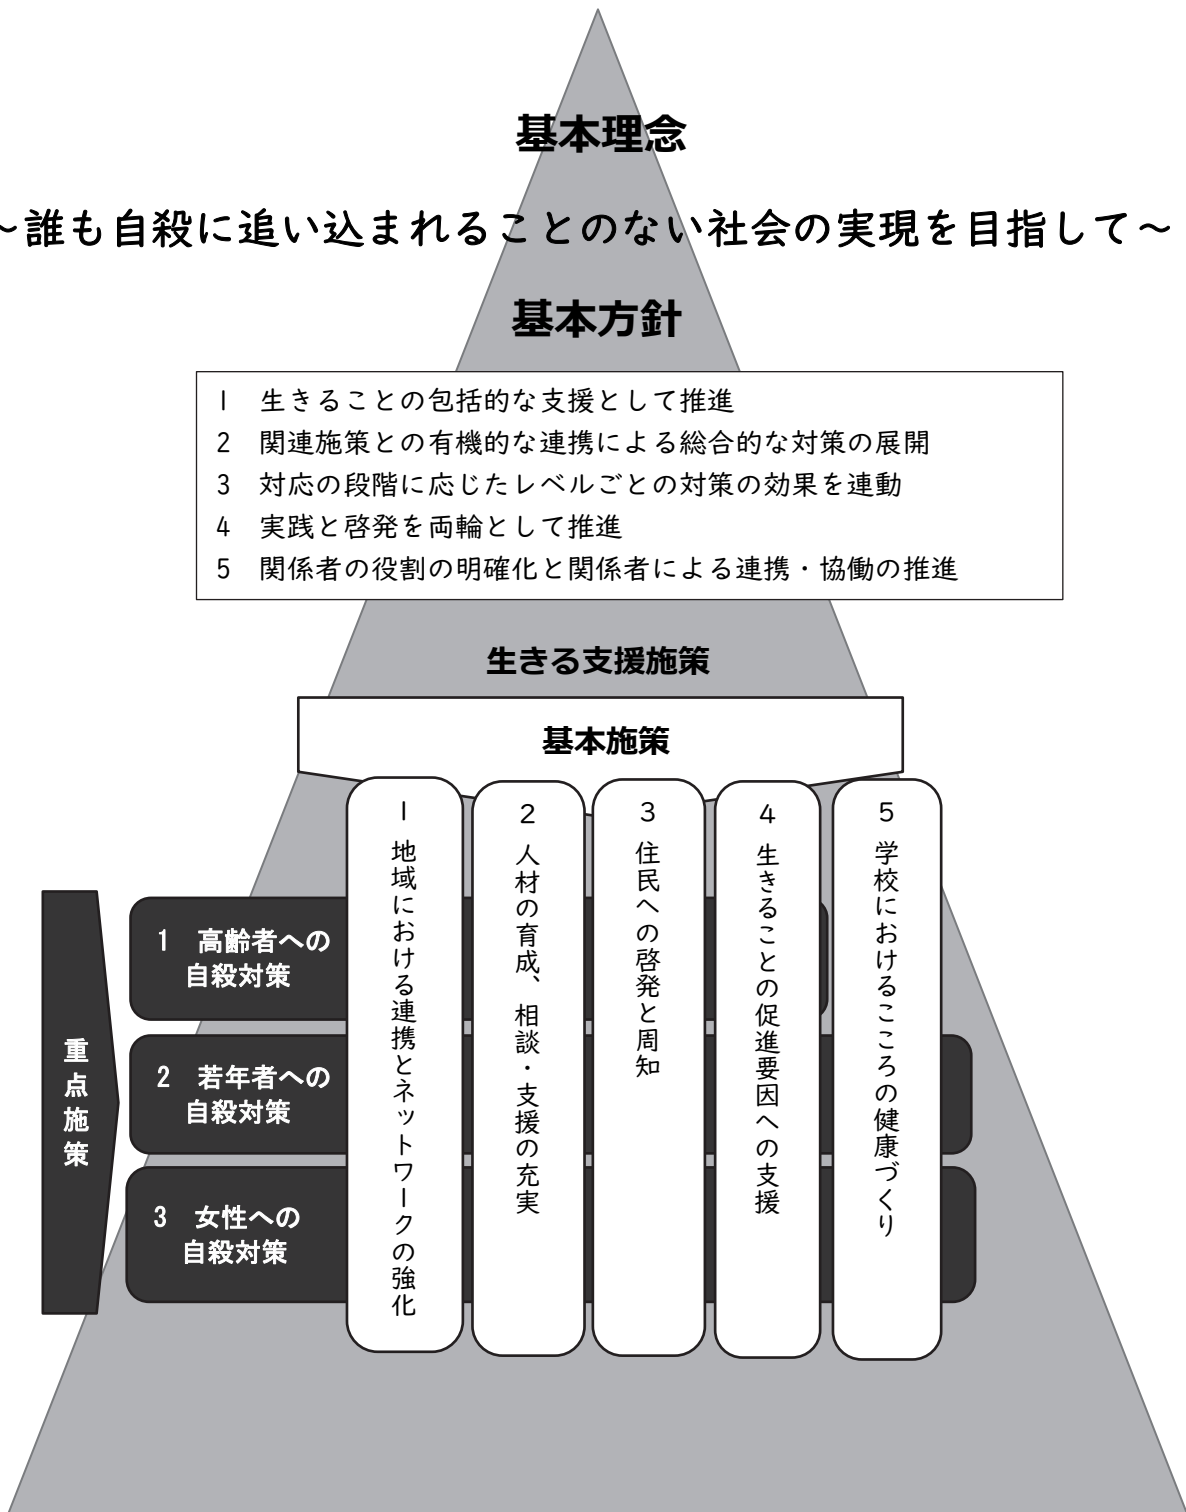 基本理念
～誰も自殺に追い込まれることのない社会の実現を目指して～
基本方針
1 生きることの包括的な支援として推進
2 関連施策との有機的な連携による総合的な対策の展開
3 対応の段階に応じたレベルごとの対策の効果を連動
4 実践と啓発を両輪として推進
5 関係者の役割の明確化と関係者による連携・協働の推進
生きる支援施策
基本施策
1 地域における連携とネットワークの強化
2 人材の育成、相談・支援の充実
3 住民への啓発と周知
4 生きることの促進要因への支援
5 学校におけるこころの健康づくり
重点施策
1 高齢者への
自殺対策
2 若年者への
自殺対策
3 女性への
自殺対策